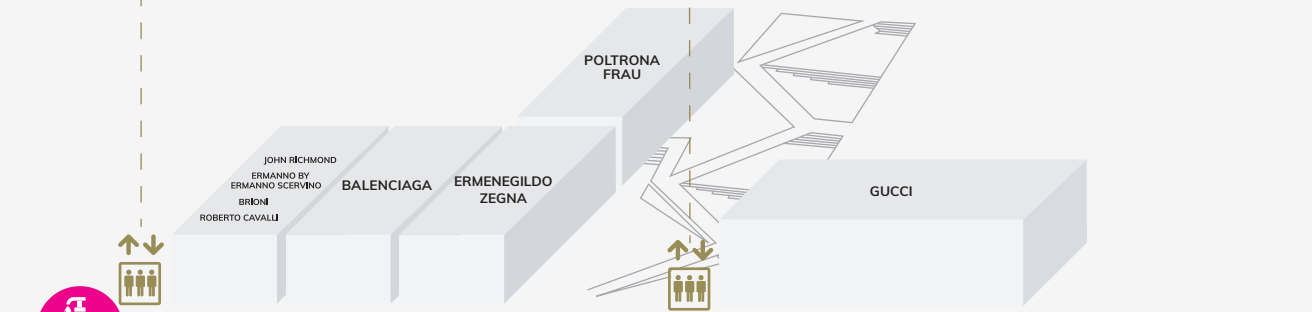 POLTRONA
FRAU
JOHN RICHMOND
ERMANNO BY
ERMANNO SCERVINO
BRIONI
ROBERTO CAVALLI
BALENCIAGA
ERMENEGILDO
ZEGNA
GUCCI